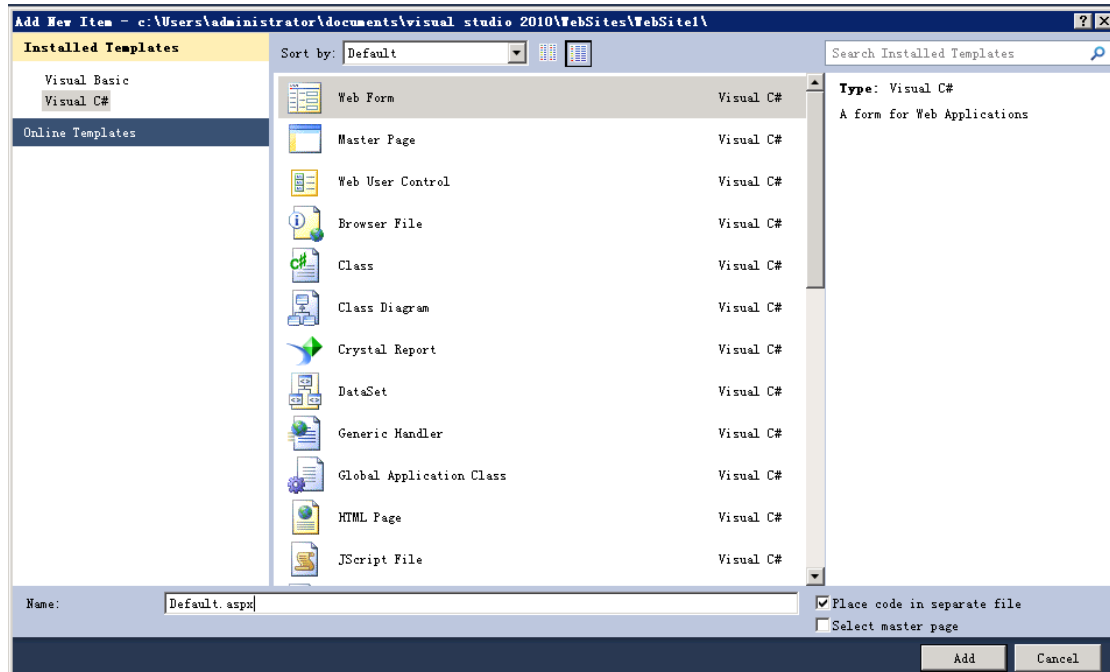 Add New Item - c:\Users\administrator\documents\visual studio 2010\WebSites\WebSite1\
Installed Templates
Visual Basic
Visual C#
Online Templates
Sort by: Default
Search Installed Templates
Web Form Visual C#
Master Page Visual C#
Web User Control Visual C#
Browser File Visual C#
Class Visual C#
Class Diagram Visual C#
Crystal Report Visual C#
DataSet Visual C#
Generic Handler Visual C#
Global Application Class Visual C#
HTML Page Visual C#
JScript File Visual C#
Type: Visual C#
A form for Web Applications
Name: Default.aspx
Place code in separate file
Select master page
Add Cancel